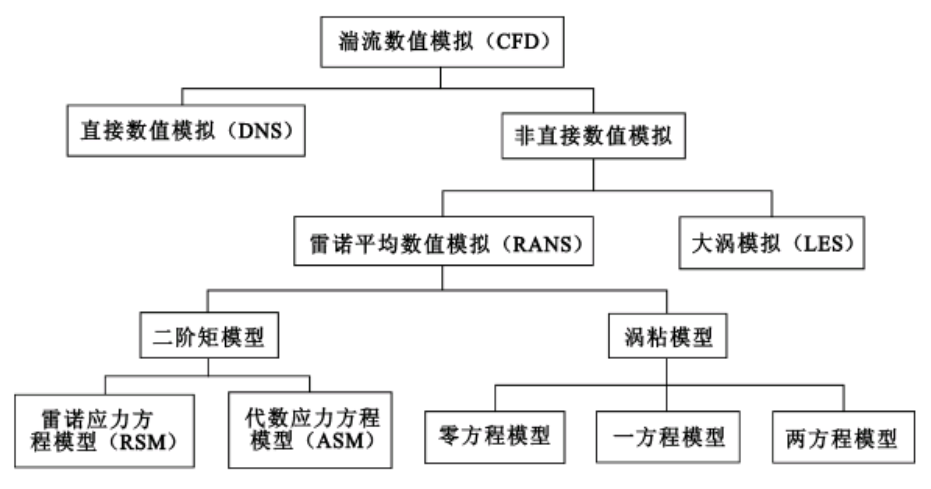 湍流数值模拟（CFD）
直接数值模拟（DNS）
非直接数值模拟
雷诺平均数值模拟（RANS）
大涡模拟（LES）
二阶矩模型
涡粘模型
雷诺应力方
程模型（RSM）
代数应力方程
模型（ASM）
零方程模型
一方程模型
两方程模型